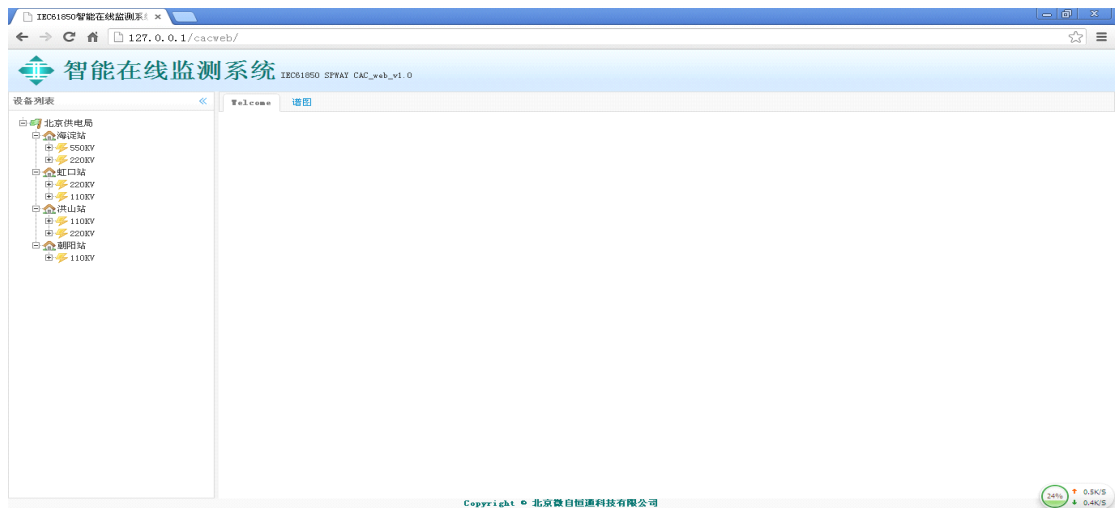 IEC61850智能在线监测系
127.0.0.1/cacweb/
智能在线监测系统 IEC61850 SPWAY CAC_web_v1.0
设备列表
Welcome 谱图
北京供电局
海淀站
550KV
220KV
虹口站
220KV
110KV
洪山站
110KV
220KV
朝阳站
110KV
24% 0.5K/S
0.4K/S
Copyright © 北京微自恒通科技有限公司